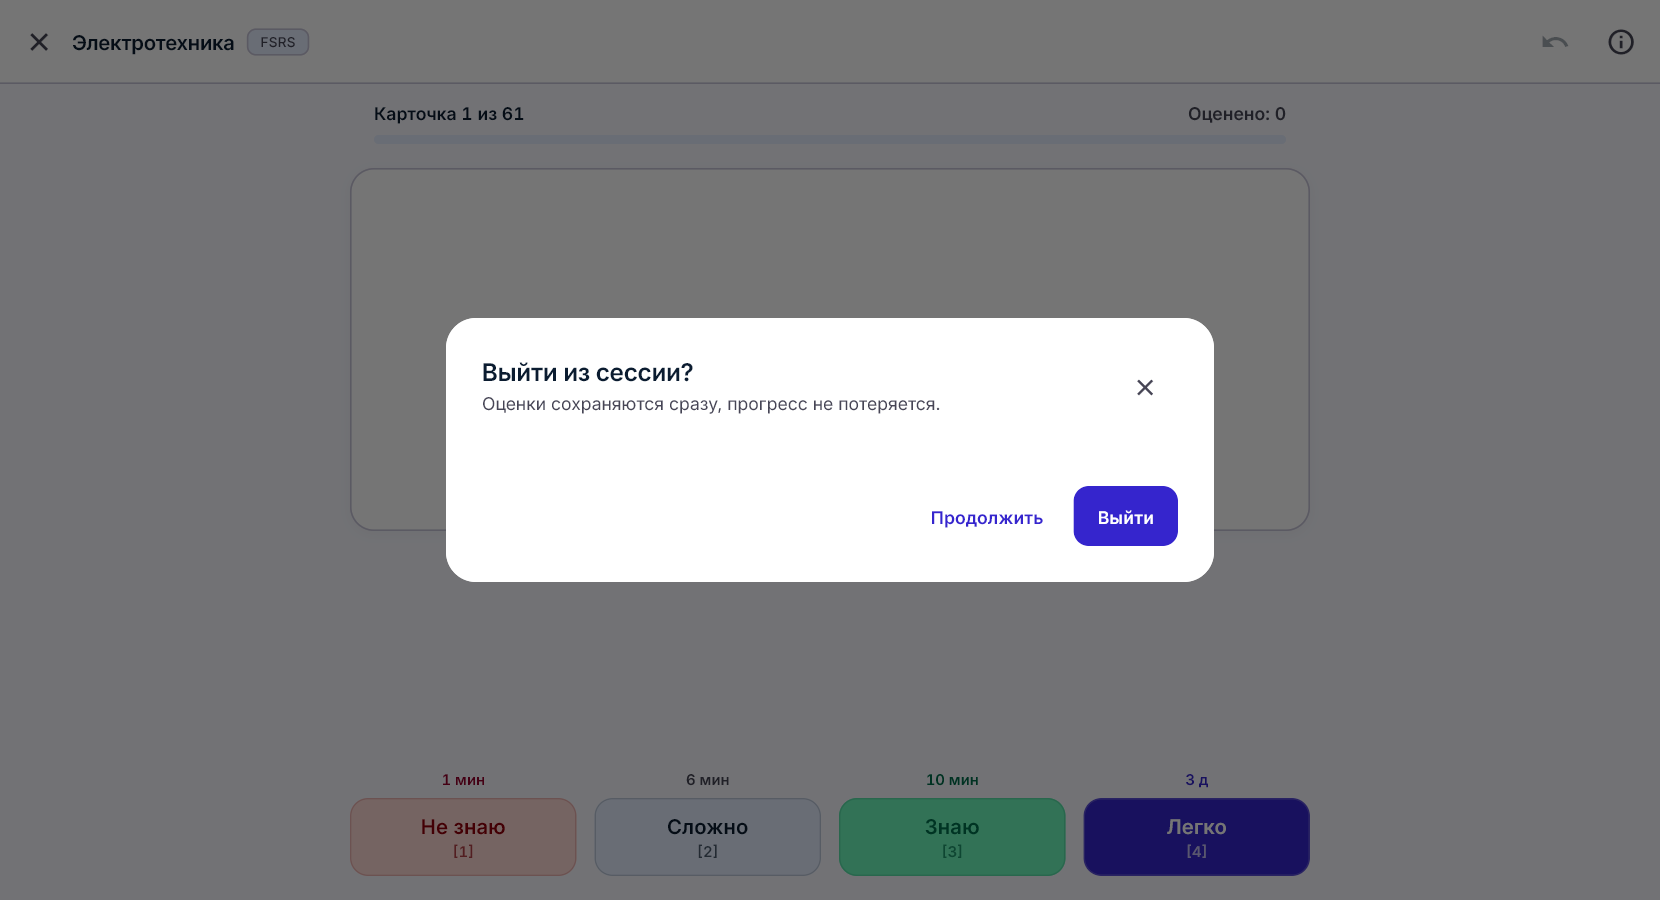 Электротехника FSRS
Карточка 1 из 61 Оценено: 0
Выйти из сессии?
Оценки сохраняются сразу, прогресс не потеряется.
Продолжить Выйти
1 мин 6 мин 10 мин 3 д
Не знаю Сложно Знаю Легко
[1] [2] [3] [4]